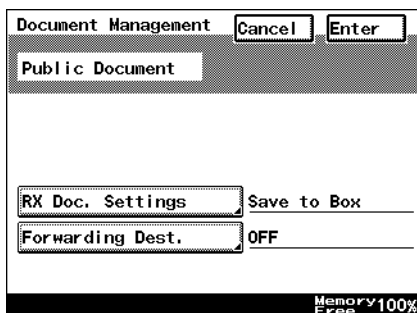 Document Management Cancel Enter
Public Document
RX Doc. Settings Save to Box
Forwarding Dest. OFF
Memory
Free 100%